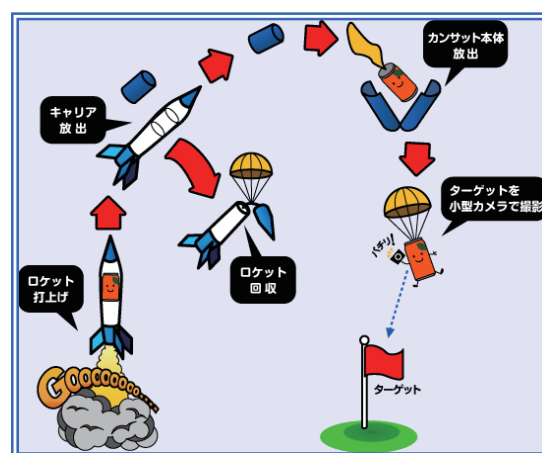 カンサット本体
放出
キャリア
放 出
ターゲットを
小型カメラで撮影
パチリ!
ロケット
回 収
ロケット
打上げ
Goooooooo...
ターゲット